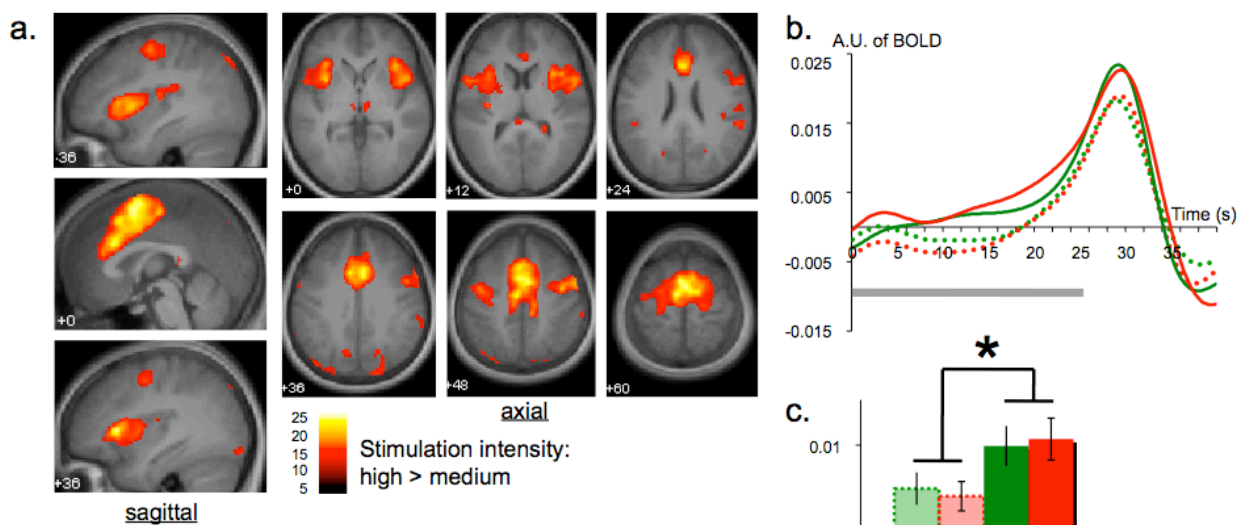 a.
-36
+0
+36
sagittal
+0
+12
+24
+36
+48
+60
axial
25
20
15
10
5
Stimulation intensity:
high > medium
b.
A.U. of BOLD
0.025
0.015
0.005
-0.005
-0.015
Time (s)
0 5 10 15 20 25 30 35
c.
*
0.01